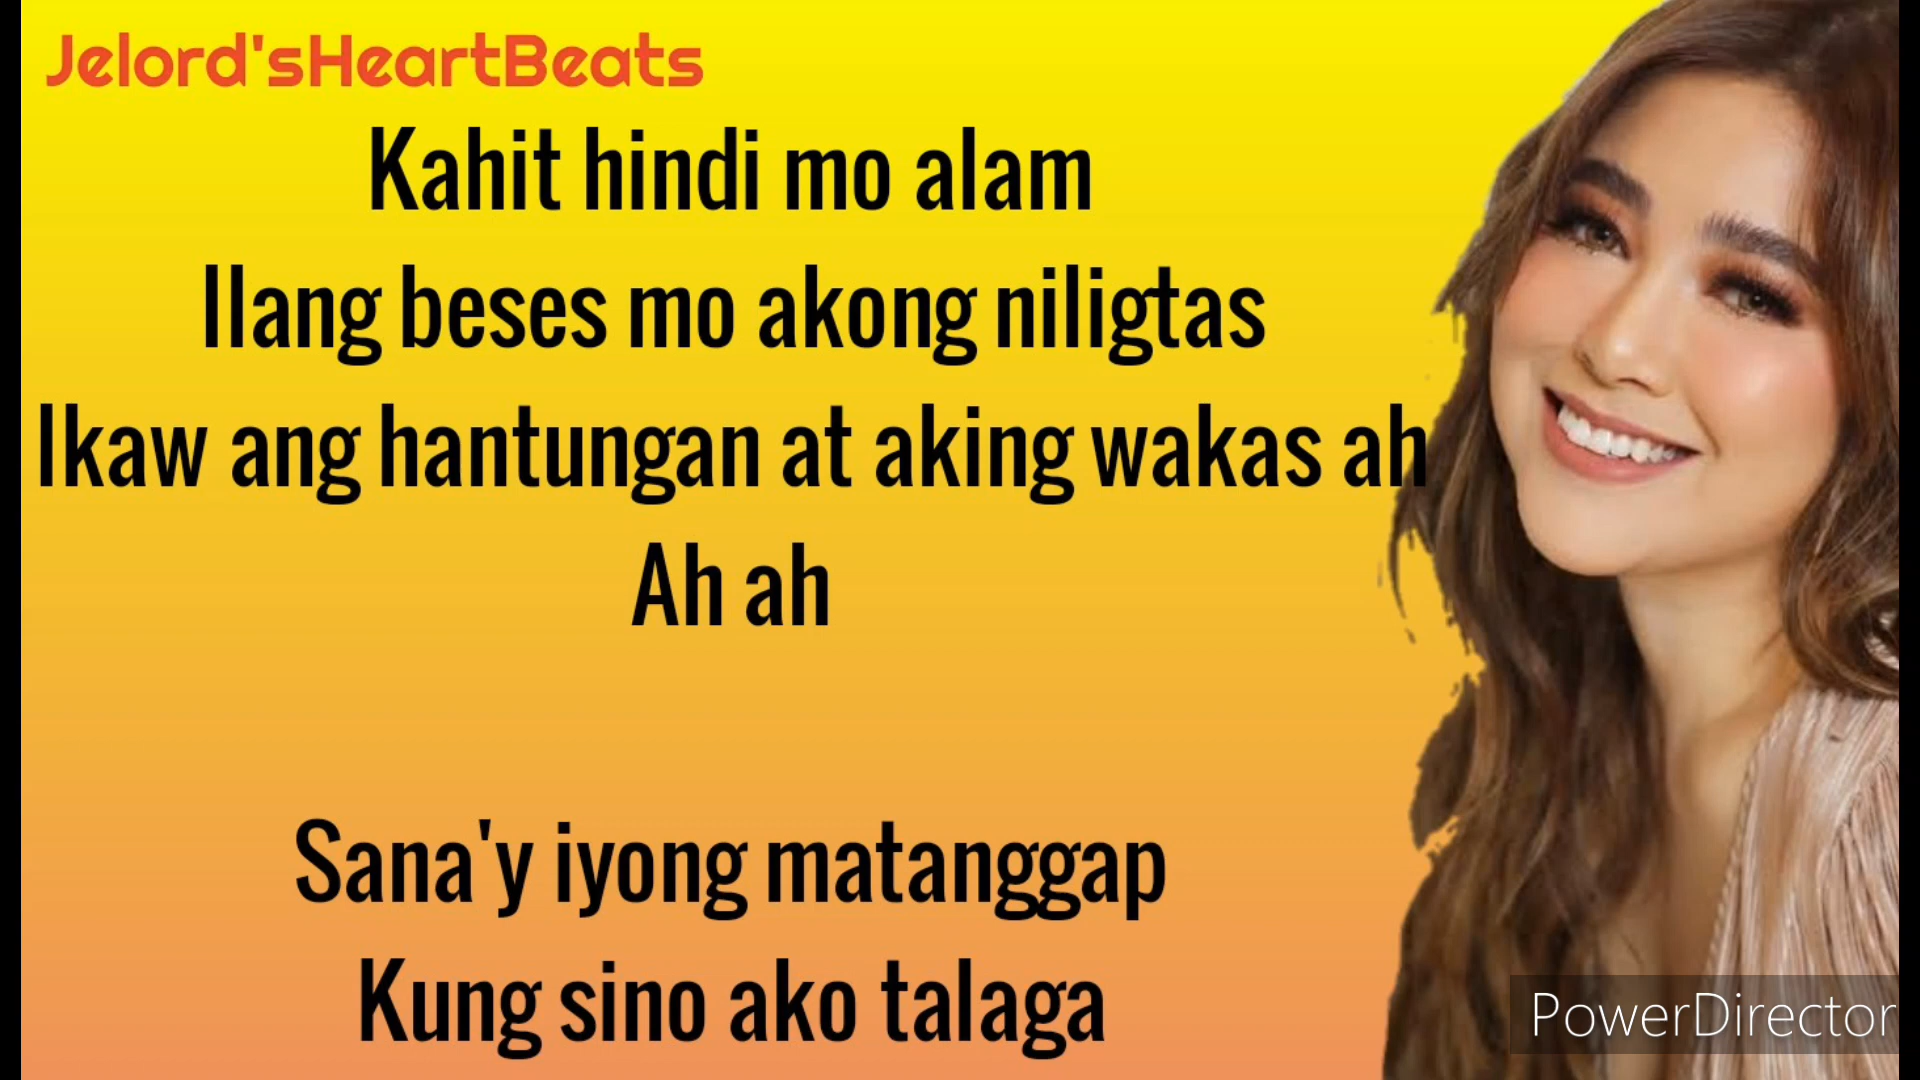 Jelord'sHeartBeats
Kahit hindi mo alam
Ilang beses mo akong niligtas
Ikaw ang hantungan at aking wakas ah
Ah ah
Sana'y iyong matanggap
Kung sino ako talaga
PowerDirector